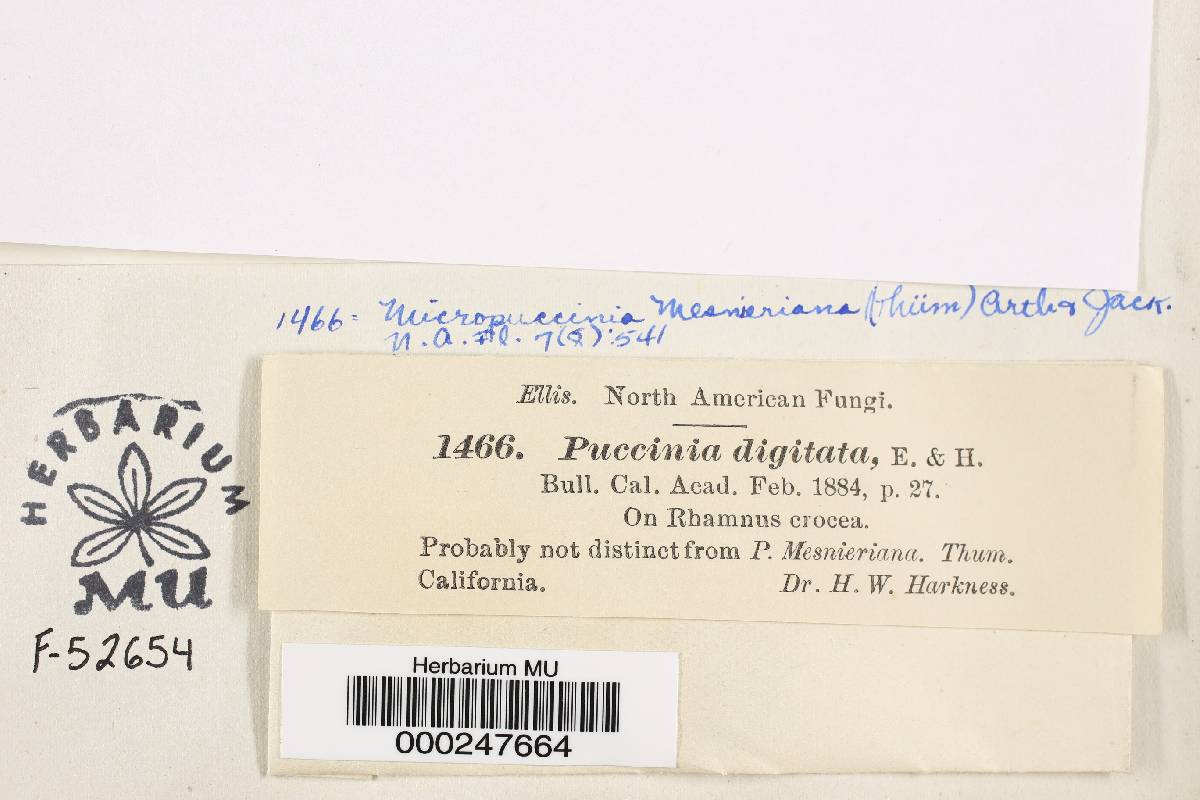 1466 = Micropuccinia Mesnieriana (Thüm) Arth & Jack.
N. A. Fl. 7(8):541
Ellis. North American Fungi.
1466. Puccinia digitata, E. & H.
Bull. Cal. Acad. Feb. 1884, p. 27.
On Rhamnus crocea.
Probably not distinct from P. Mesnieriana. Thum.
California. Dr. H. W. Harkness.
HERBARIUM
MU
F-52654
Herbarium MU
000247664